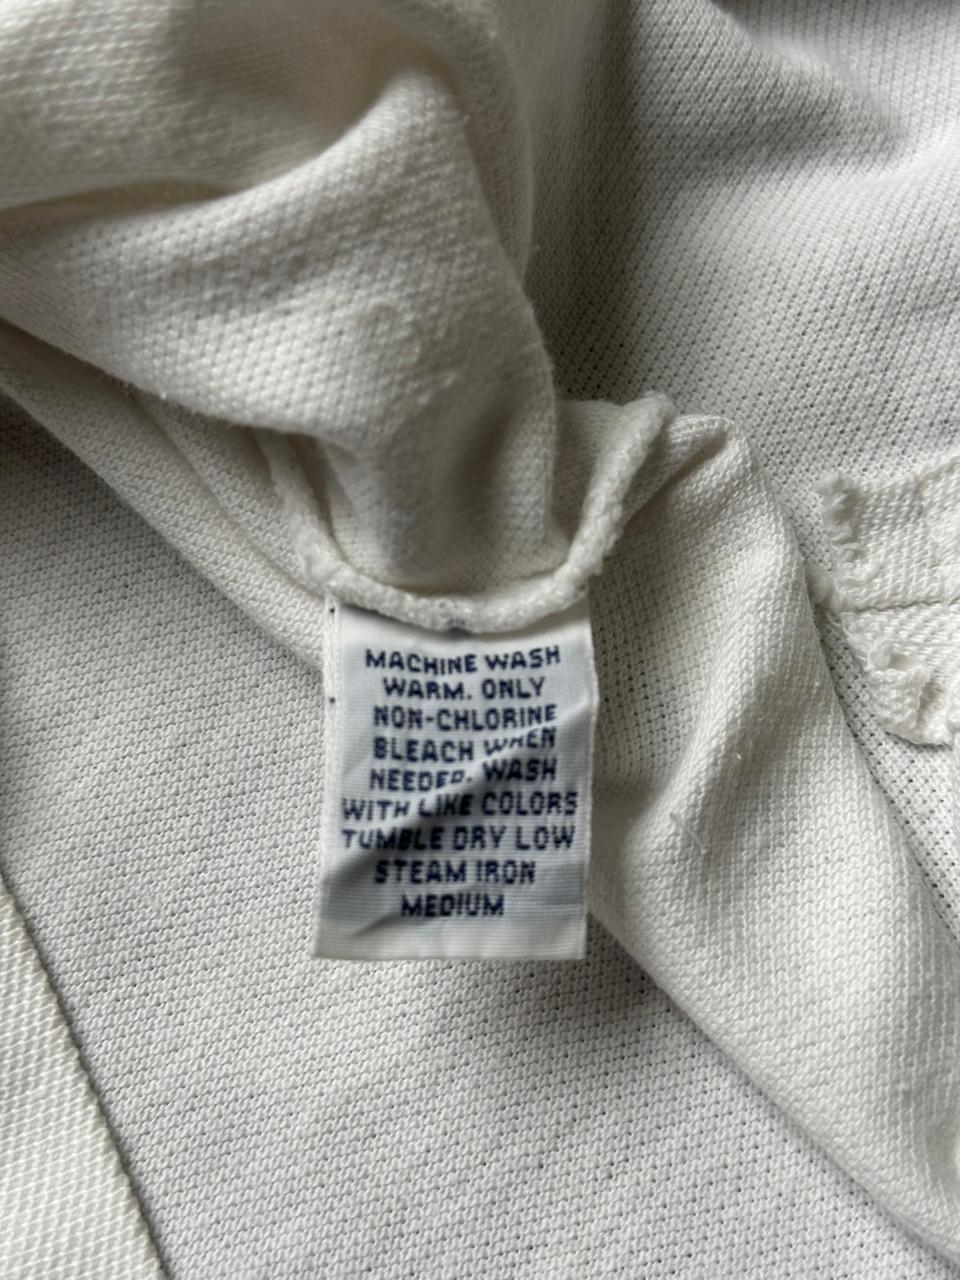 MACHINE WASH
WARM. ONLY
NON-CHLORINE
BLEACH WHEN
NEEDED. WASH
WITH LIKE COLORS
TUMBLE DRY LOW
STEAM IRON
MEDIUM